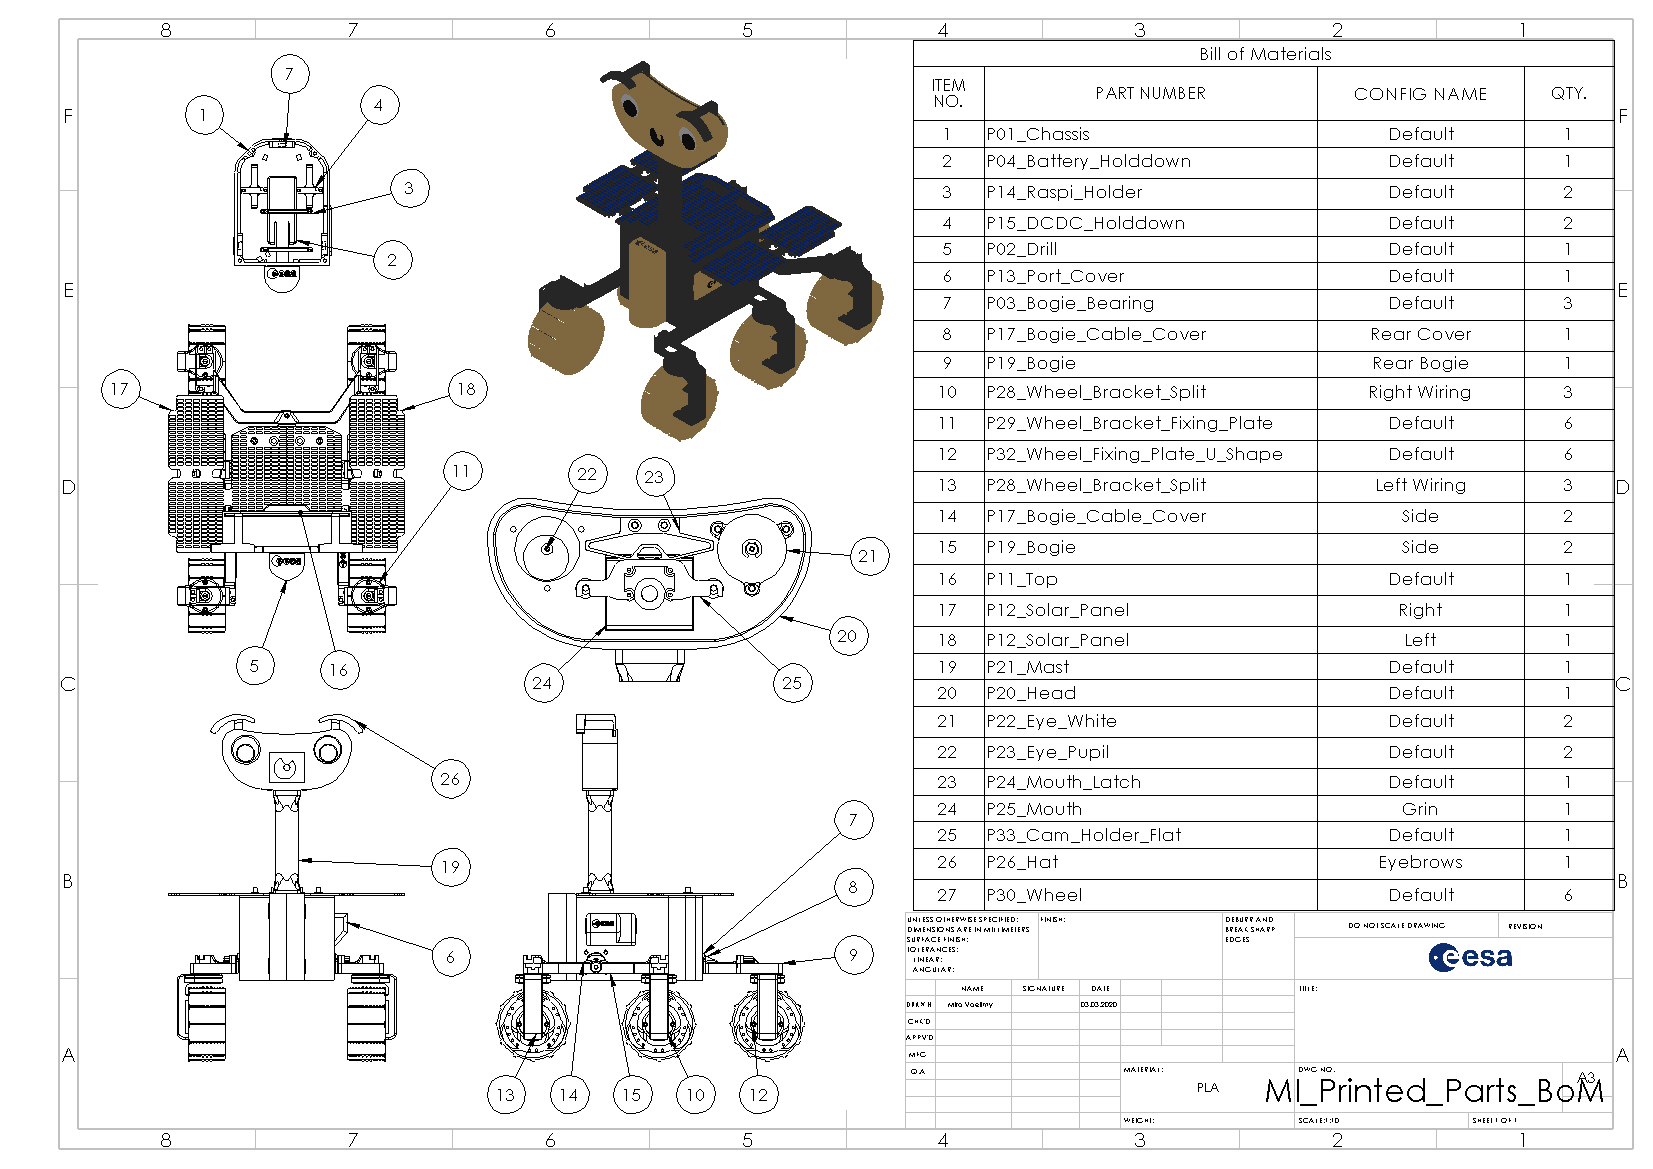 8 7 6 5 4 3 2 1
F
E
D
C
B
A
7
1
4
3
2
17
18
11
5
16
22
23
21
20
24
25
26
19
6
7
8
9
13
14
15
10
12
esa
Bill of Materials
ITEM NO. PART NUMBER CONFIG NAME QTY.
1 P01_Chassis Default 1
2 P04_Battery_Holddown Default 1
3 P14_Raspi_Holder Default 2
4 P15_DCDC_Holddown Default 2
5 P02_Drill Default 1
6 P13_Port_Cover Default 1
7 P03_Bogie_Bearing Default 3
8 P17_Bogie_Cable_Cover Rear Cover 1
9 P19_Bogie Rear Bogie 1
10 P28_Wheel_Bracket_Split Right Wiring 3
11 P29_Wheel_Bracket_Fixing_Plate Default 6
12 P32_Wheel_Fixing_Plate_U_Shape Default 6
13 P28_Wheel_Bracket_Split Left Wiring 3
14 P17_Bogie_Cable_Cover Side 2
15 P19_Bogie Side 2
16 P11_Top Default 1
17 P12_Solar_Panel Right 1
18 P12_Solar_Panel Left 1
19 P21_Mast Default 1
20 P20_Head Default 1
21 P22_Eye_White Default 2
22 P23_Eye_Pupil Default 2
23 P24_Mouth_Latch Default 1
24 P25_Mouth Grin 1
25 P33_Cam_Holder_Flat Default 1
26 P26_Hat Eyebrows 1
27 P30_Wheel Default 6
UNLESS OTHERWISE SPECIFIED:
DIMENSIONS ARE IN MILLIMETERS
SURFACE FINISH:
TOLERANCES:
LINEAR:
ANGULAR:
FINISH:
DEBURR AND
BREAK SHARP
EDGES
DO NOT SCALE DRAWING
REVISION
esa
NAME SIGNATURE DATE
DRAWN Miro Voellmy 03.03.2020
CHK'D
APPV'D
MFG
Q.A
TITLE:
MATERIAL:
PLA
WEIGHT:
DWG NO.
MI_Printed_Parts_BoM
A3
SCALE:1:10
SHEET 1 OF 1
F
E
D
C
B
A
8 7 6 5 4 3 2 1